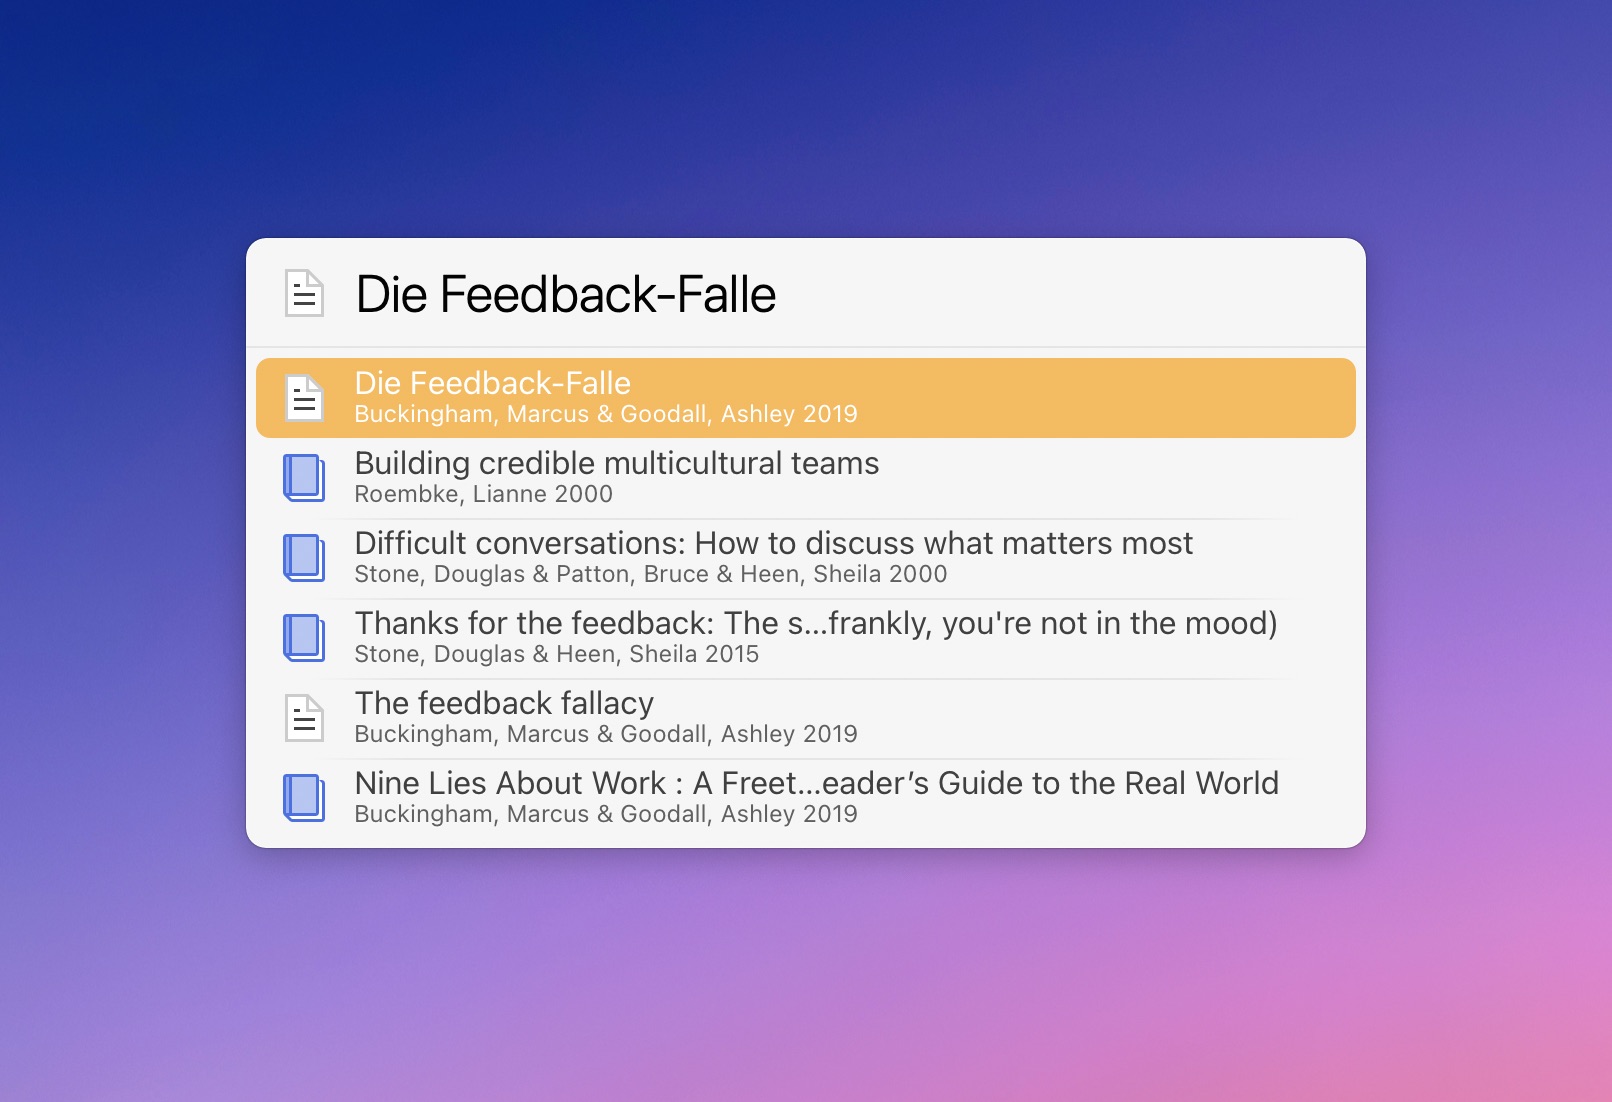 Die Feedback-Falle
Die Feedback-Falle
Buckingham, Marcus & Goodall, Ashley 2019
Building credible multicultural teams
Roembke, Lianne 2000
Difficult conversations: How to discuss what matters most
Stone, Douglas & Patton, Bruce & Heen, Sheila 2000
Thanks for the feedback: The s...frankly, you're not in the mood)
Stone, Douglas & Heen, Sheila 2015
The feedback fallacy
Buckingham, Marcus & Goodall, Ashley 2019
Nine Lies About Work : A Freet...eader’s Guide to the Real World
Buckingham, Marcus & Goodall, Ashley 2019